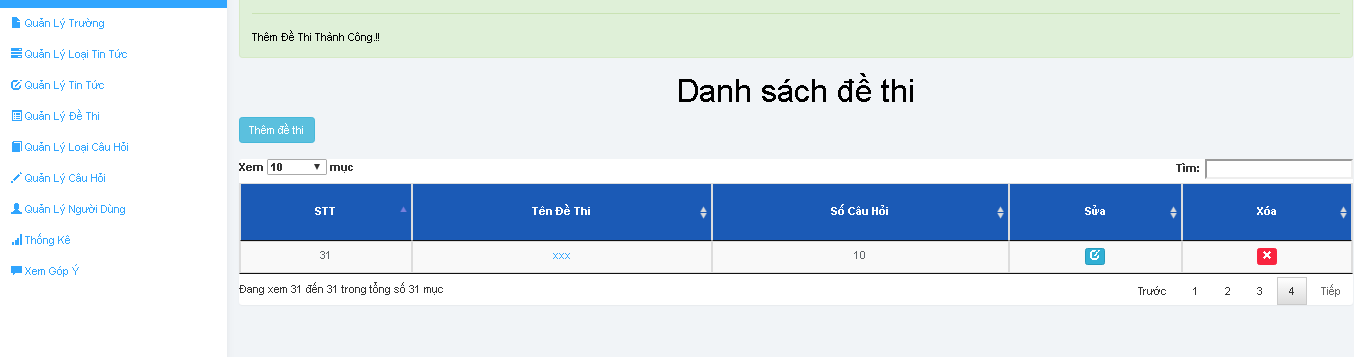 Quản Lý Trường
Quản Lý Loại Tin Tức
Quản Lý Tin Tức
Quản Lý Đề Thi
Quản Lý Loại Câu Hỏi
Quản Lý Câu Hỏi
Quản Lý Người Dùng
Thống Kê
Xem Góp Ý
Thêm Đề Thi Thành Công.!!
Danh sách đề thi
Thêm đề thi
Xem 10 mục Tìm:
STT Tên Đề Thi Số Câu Hỏi Sửa Xóa
31 xxx 10
Đang xem 31 đến 31 trong tổng số 31 mục
Trước 1 2 3 4 Tiếp